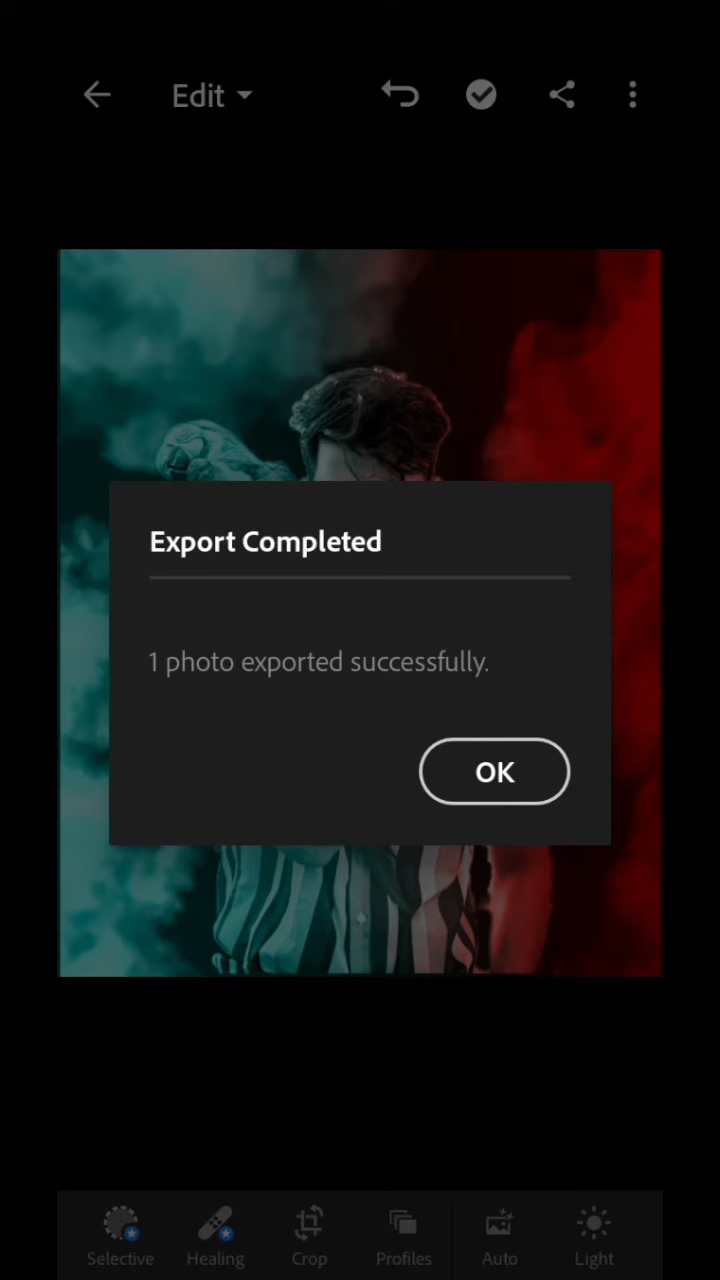 Edit
Export Completed
1 photo exported successfully.
OK
Selective Healing Crop Profiles Auto Light